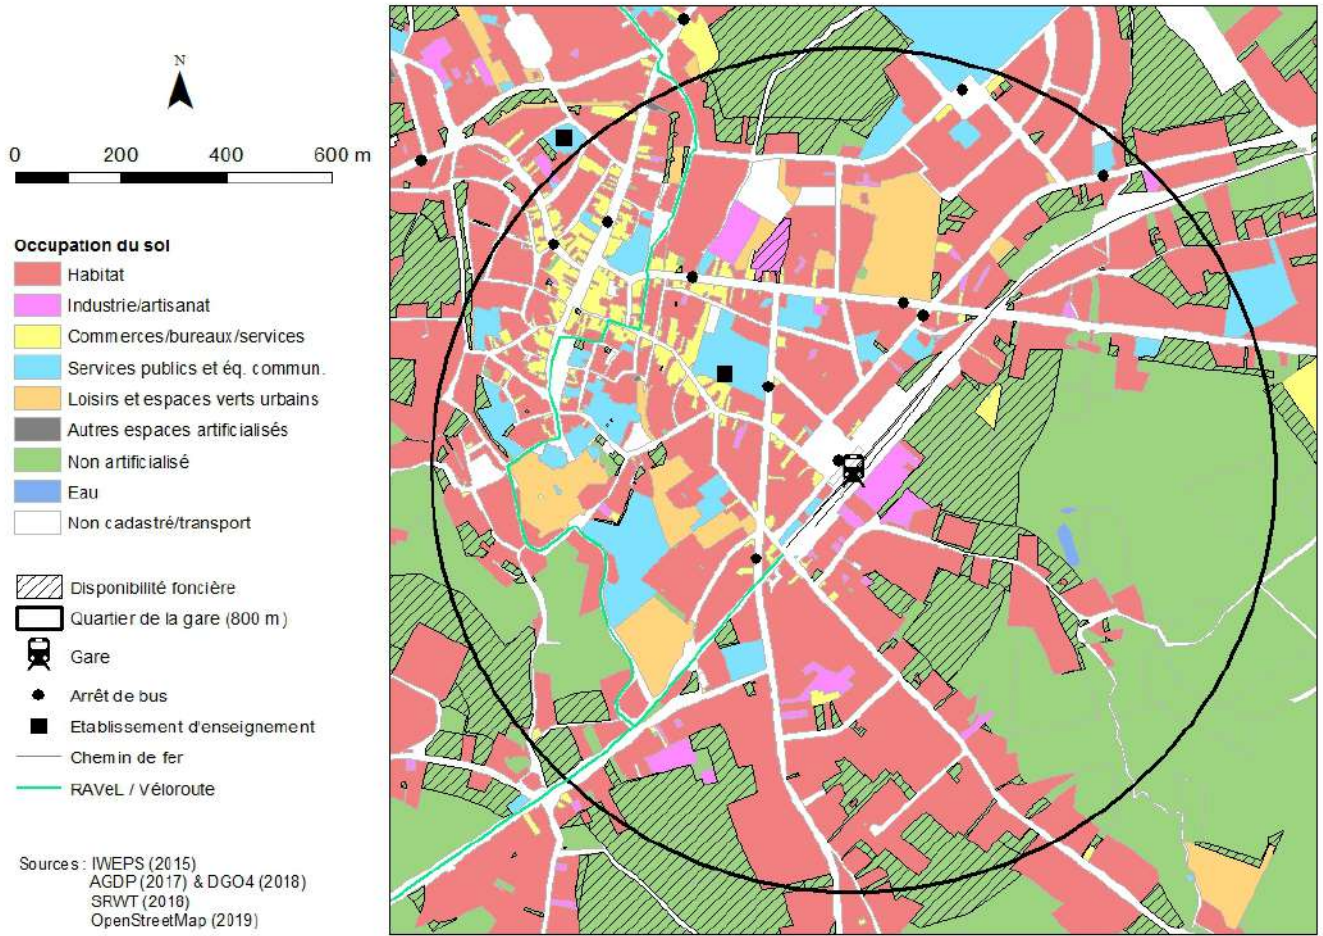 N
0 200 400 600 m
Occupation du sol
Habitat
Industrie/artisanat
Commerces/bureaux/services
Services publics et éq. commun.
Loisirs et espaces verts urbains
Autres espaces artificialisés
Non artificialisé
Eau
Non cadastré/transport
Disponibilité foncière
Quartier de la gare (800 m)
Gare
Arrêt de bus
Etablissement d'enseignement
Chemin de fer
RAVeL / Véloroute
Sources : IWEPS (2015)
AGDP (2017) & DGO4 (2018)
SRWT (2018)
OpenStreetMap (2019)